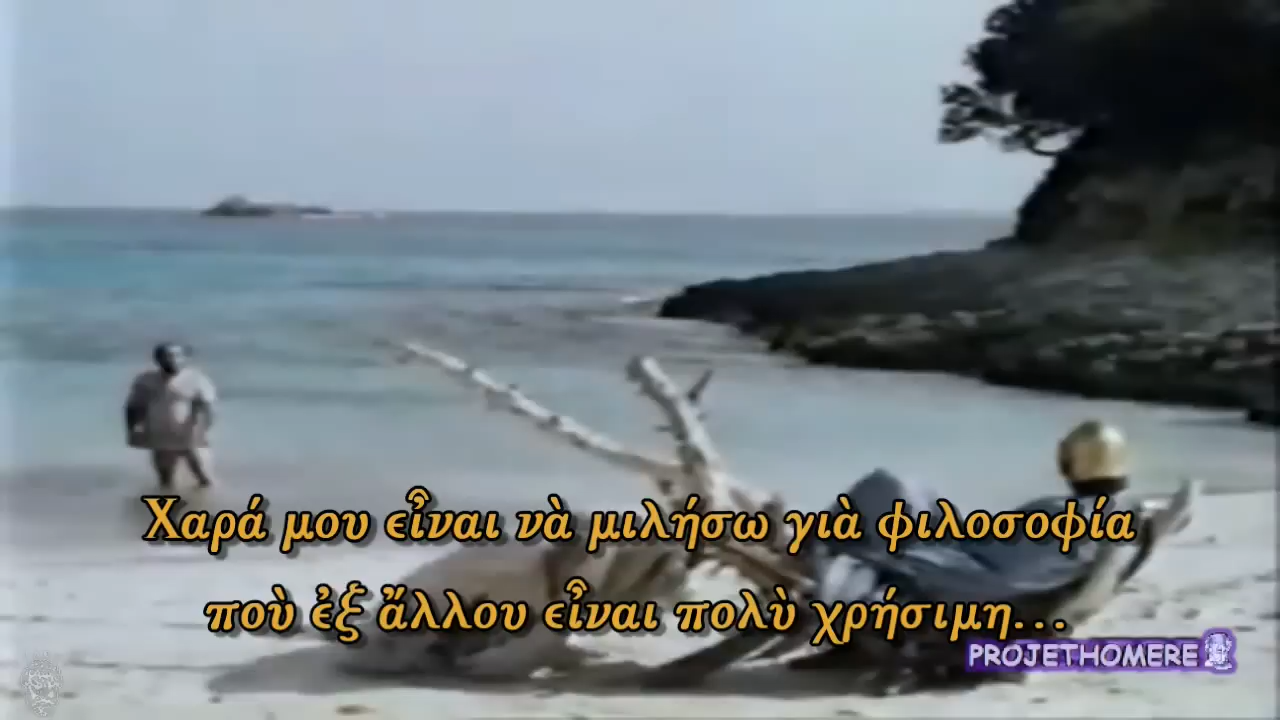 Χαρά μου εἶναι νὰ μιλήσω γιὰ φιλοσοφία
ποὺ ἐξ ἄλλου εἶναι πολὺ χρήσιμη...
PROJETHOMERE